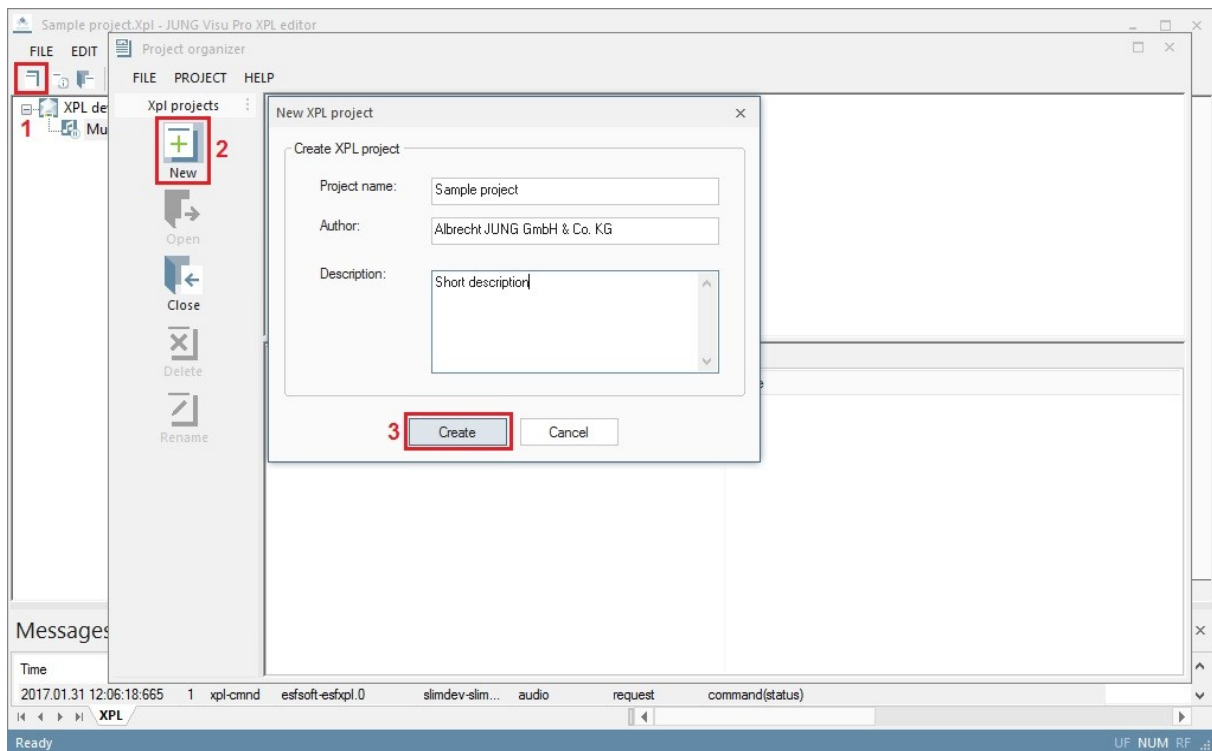 Sample project.Xpl - JUNG Visu Pro XPL editor
FILE EDIT
Project organizer
FILE PROJECT HELP
XPL de
1
Mu
Xpl projects
New
2
Open
Close
Delete
Rename
New XPL project
Create XPL project
Project name:
Sample project
Author:
Albrecht JUNG GmbH & Co. KG
Description:
Short description
3
Create
Cancel
Messages
Time
2017.01.31 12:06:18:665 1 xpl-cmnd esfsoft-esfxpl.0 slimdev-slim... audio request command(status)
XPL
Ready
UF NUM RF